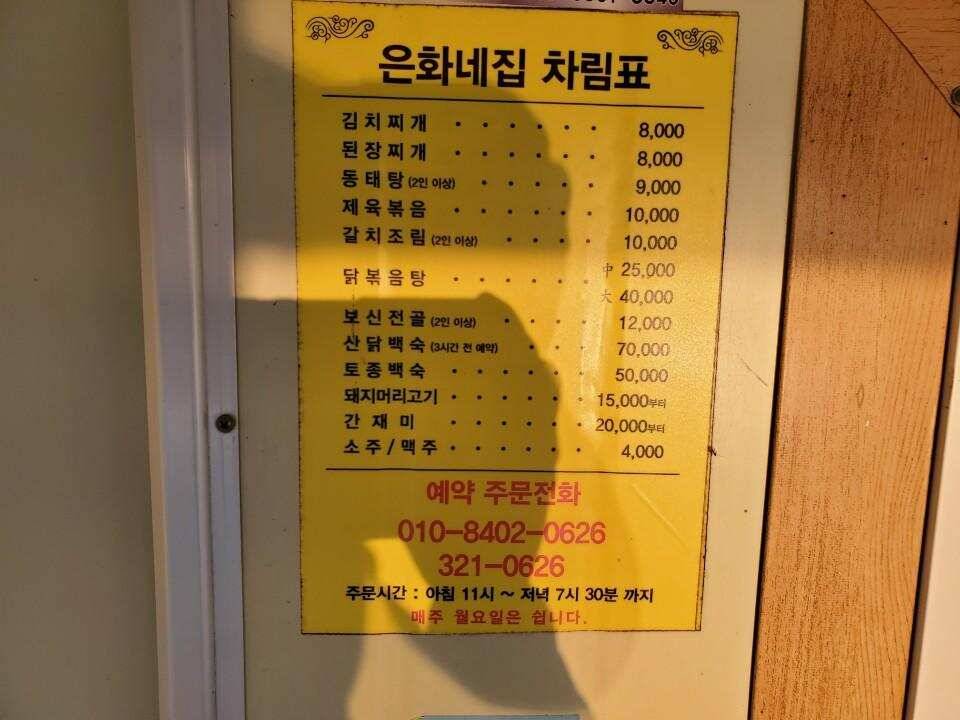 은화네집 차림표
김치찌개 · · · · · · 8,000
된장찌개 · · · · · · 8,000
동태탕 (2인 이상) · · · · · 9,000
제육볶음 · · · · · · 10,000
갈치조림 (2인 이상) · · · · 10,000
닭볶음탕 · · · · · · 中 25,000
大 40,000
보신전골 (2인 이상) · · · · 12,000
산닭백숙 (3시간 전 예약) · · · 70,000
토종백숙 · · · · · · 50,000
돼지머리고기 · · · · · · 15,000부터
간재미 · · · · · · 20,000부터
소주/맥주 · · · · · · 4,000
예약 주문전화
010-8402-0626
321-0626
주문시간 : 아침 11시 ~ 저녁 7시 30분 까지
매주 월요일은 쉽니다.